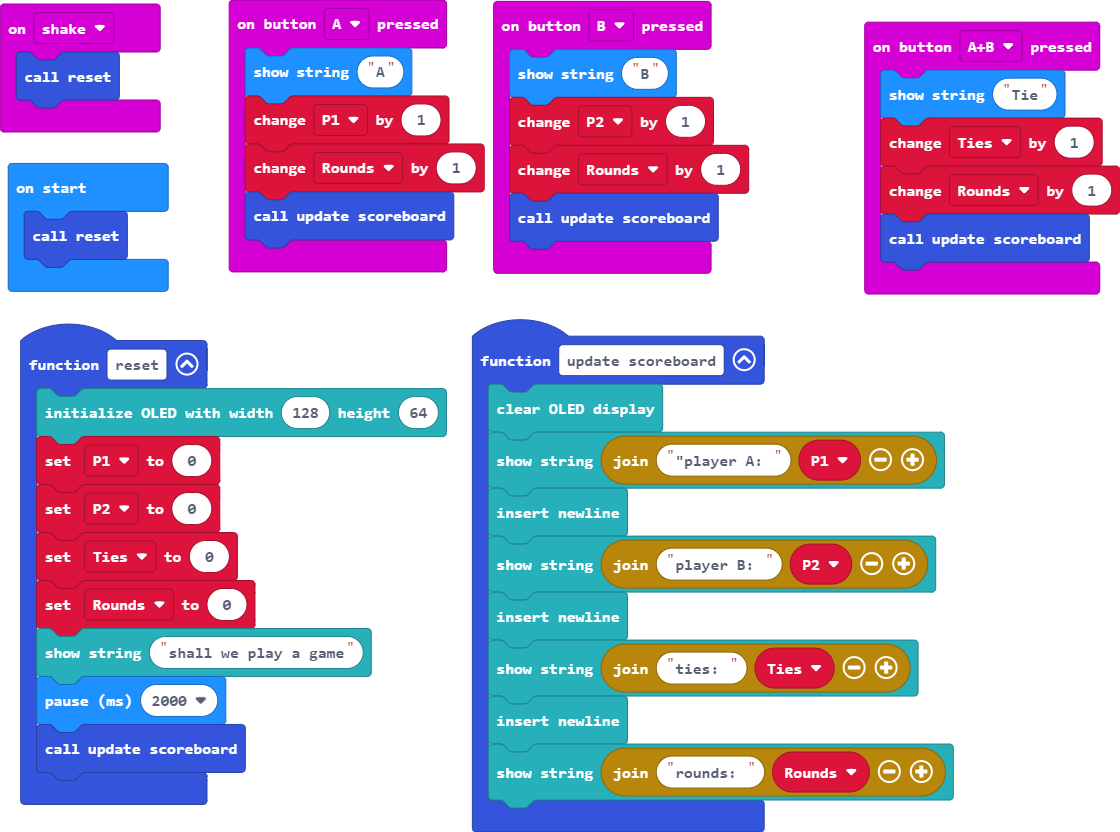 on shake
call reset
on start
call reset
on button A pressed
show string "A"
change P1 by 1
change Rounds by 1
call update scoreboard
on button B pressed
show string "B"
change P2 by 1
change Rounds by 1
call update scoreboard
on button A+B pressed
show string "Tie"
change Ties by 1
change Rounds by 1
call update scoreboard
function reset
initialize OLED with width 128 height 64
set P1 to 0
set P2 to 0
set Ties to 0
set Rounds to 0
show string "shall we play a game"
pause (ms) 2000
call update scoreboard
function update scoreboard
clear OLED display
show string join ""player A: " P1
insert newline
show string join "player B: " P2
insert newline
show string join "ties: " Ties
insert newline
show string join "rounds: " Rounds